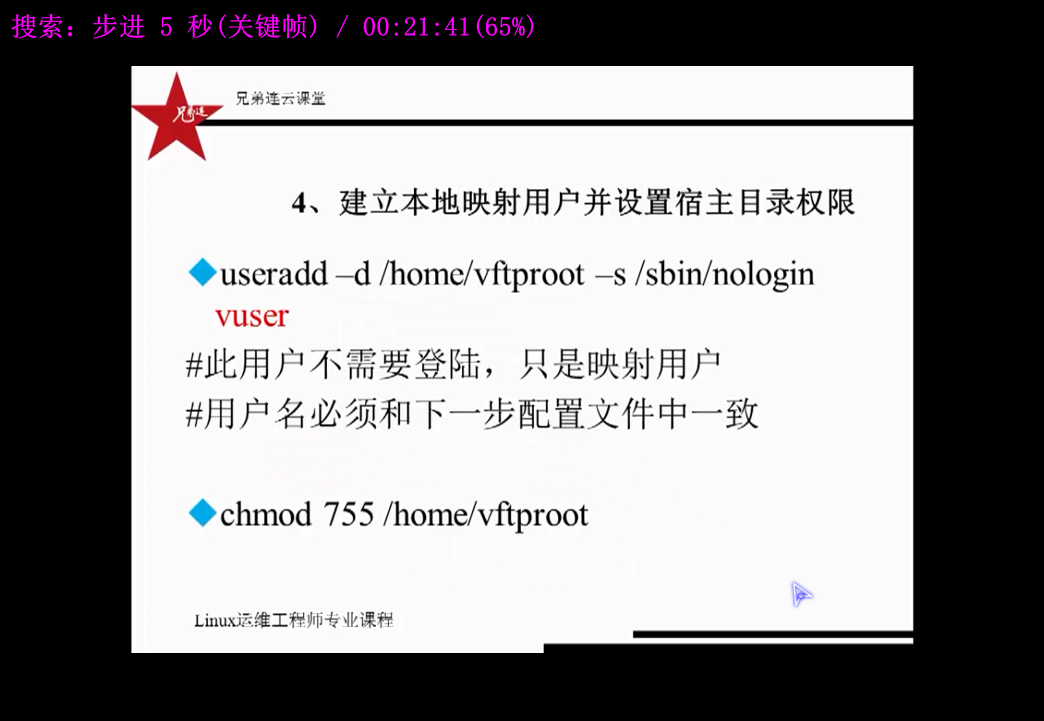 搜索: 步进 5 秒(关键帧) / 00:21:41(65%)
兄弟连
兄弟连云课堂
4、建立本地映射用户并设置宿主目录权限
useradd –d /home/vftproot –s /sbin/nologin
vuser
#此用户不需要登陆，只是映射用户
#用户名必须和下一步配置文件中一致
chmod 755 /home/vftproot
Linux运维工程师专业课程